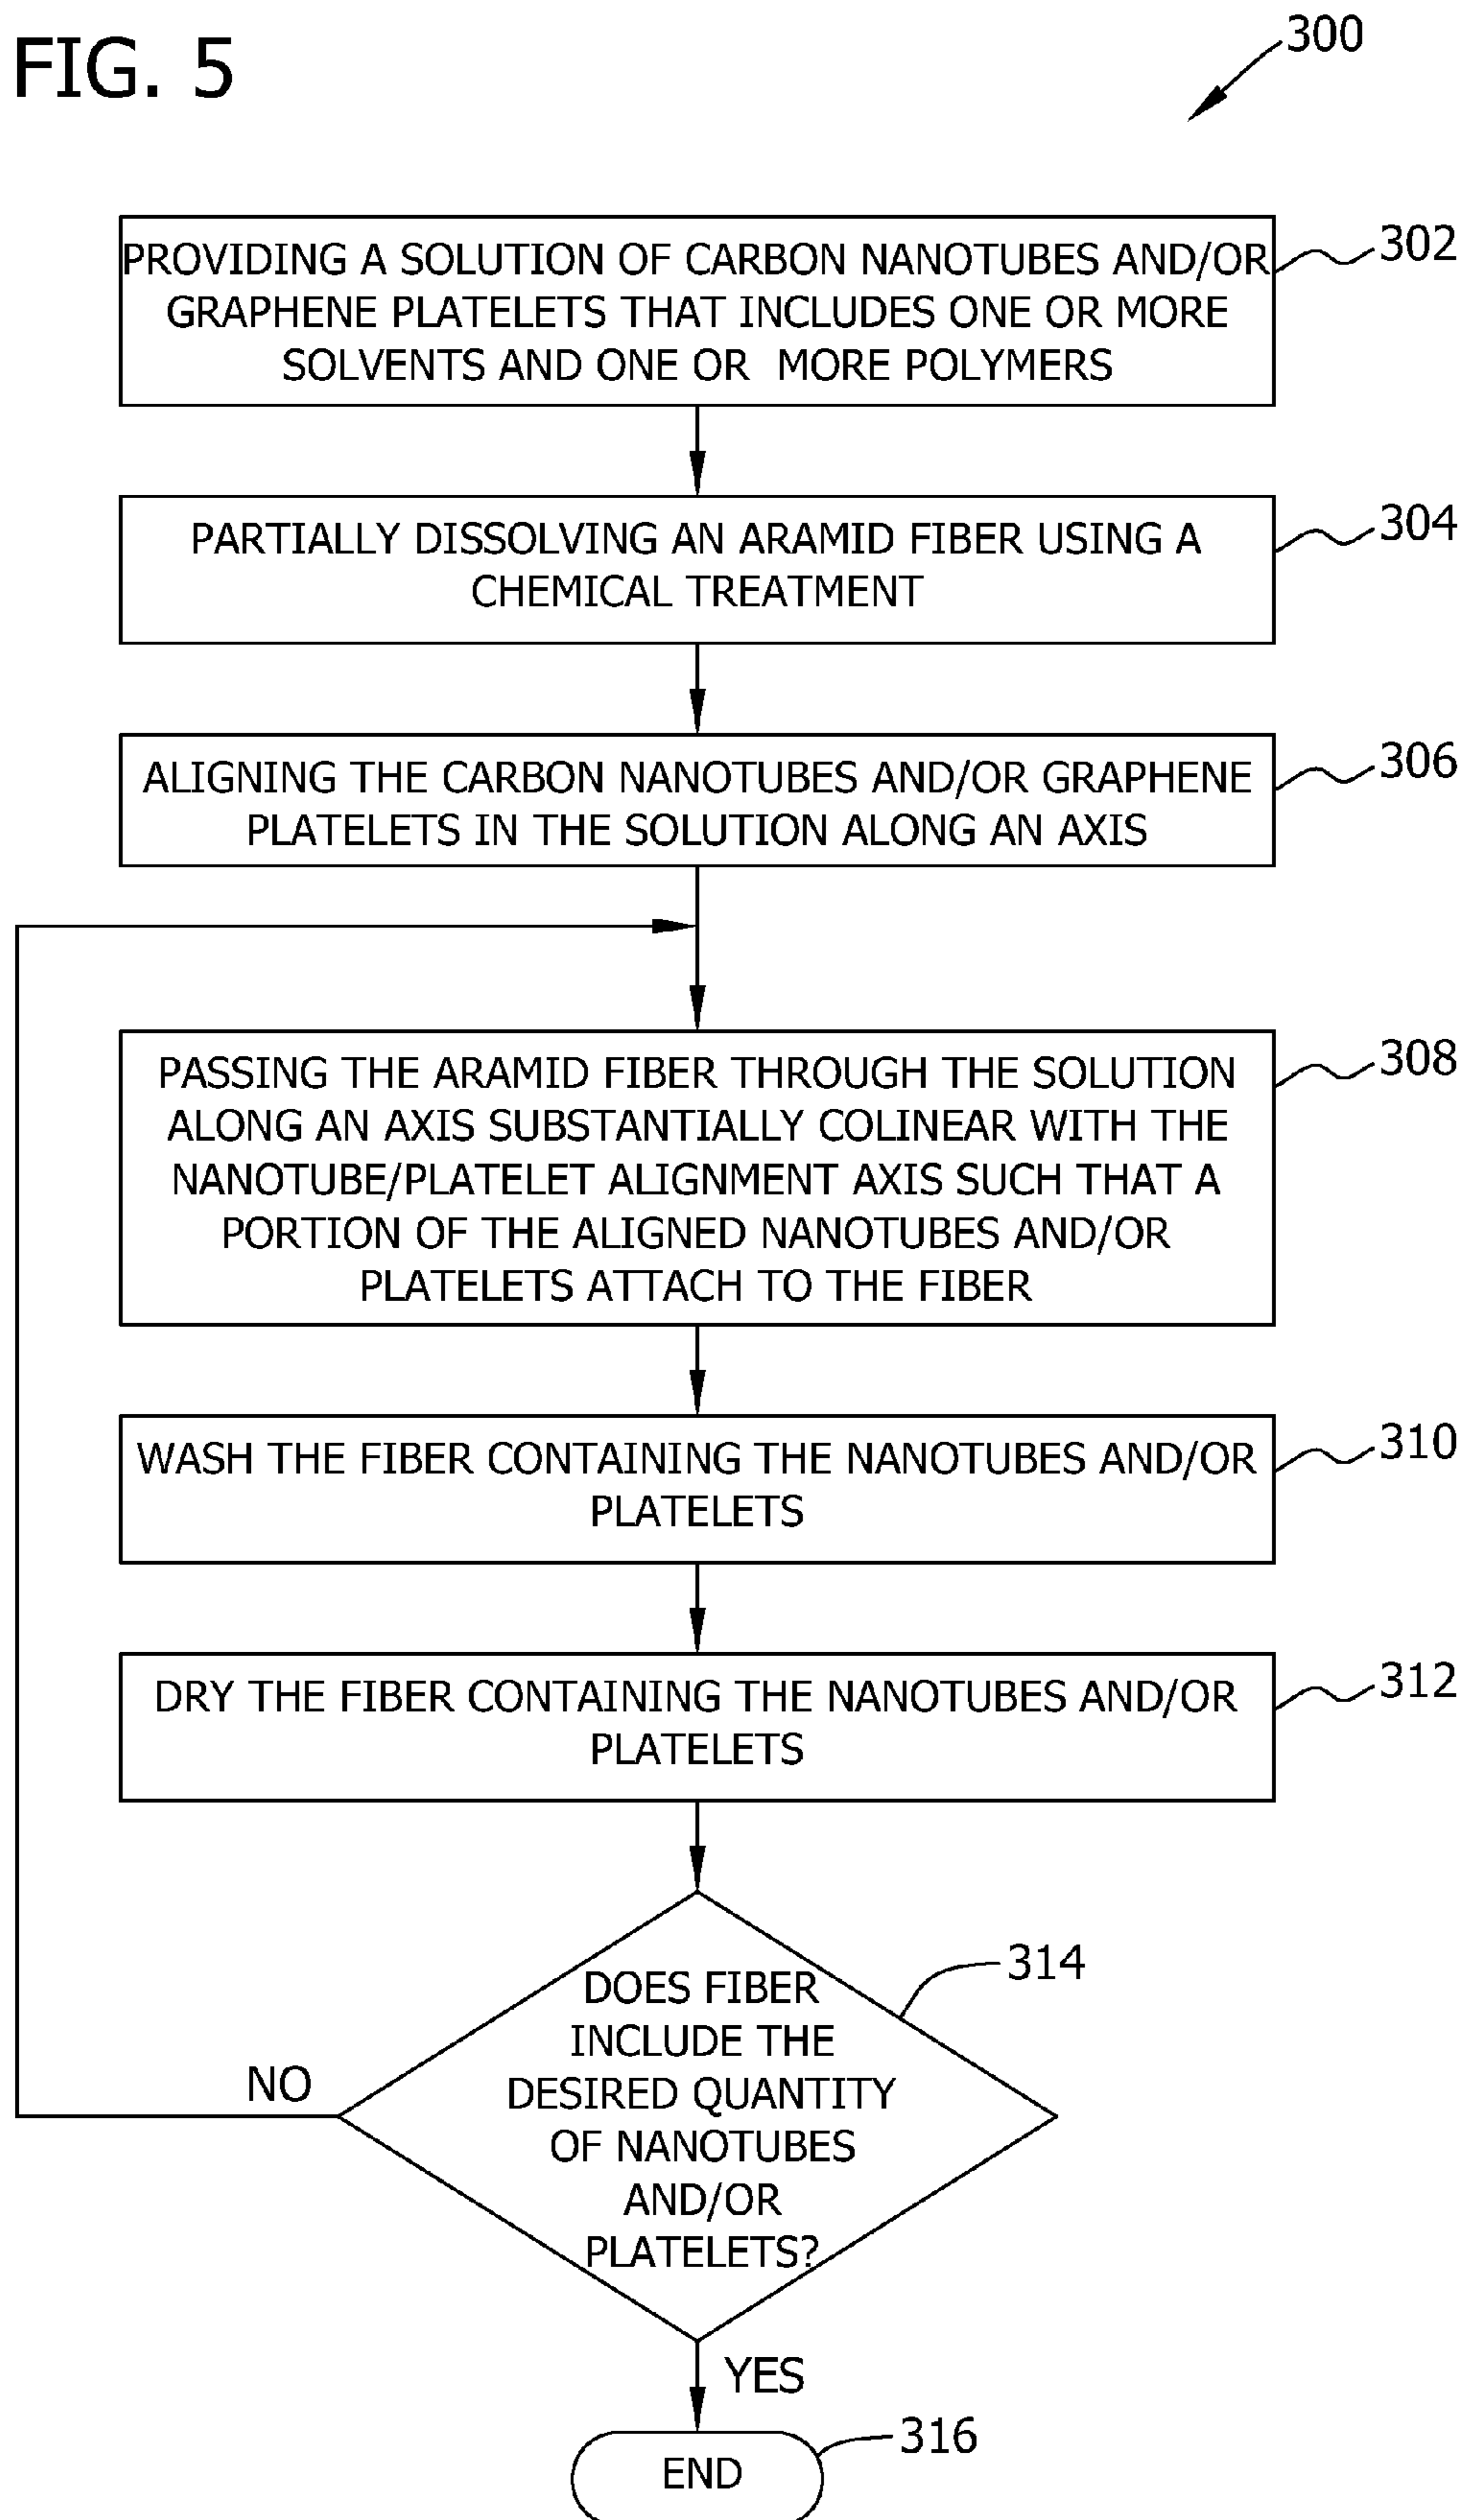 FIG. 5
300
PROVIDING A SOLUTION OF CARBON NANOTUBES AND/OR
GRAPHENE PLATELETS THAT INCLUDES ONE OR MORE
SOLVENTS AND ONE OR MORE POLYMERS
302
PARTIALLY DISSOLVING AN ARAMID FIBER USING A
CHEMICAL TREATMENT
304
ALIGNING THE CARBON NANOTUBES AND/OR GRAPHENE
PLATELETS IN THE SOLUTION ALONG AN AXIS
306
PASSING THE ARAMID FIBER THROUGH THE SOLUTION
ALONG AN AXIS SUBSTANTIALLY COLINEAR WITH THE
NANOTUBE/PLATELET ALIGNMENT AXIS SUCH THAT A
PORTION OF THE ALIGNED NANOTUBES AND/OR
PLATELETS ATTACH TO THE FIBER
308
WASH THE FIBER CONTAINING THE NANOTUBES AND/OR
PLATELETS
310
DRY THE FIBER CONTAINING THE NANOTUBES AND/OR
PLATELETS
312
DOES FIBER
INCLUDE THE
DESIRED QUANTITY
OF NANOTUBES
AND/OR
PLATELETS?
314
NO
YES
END
316